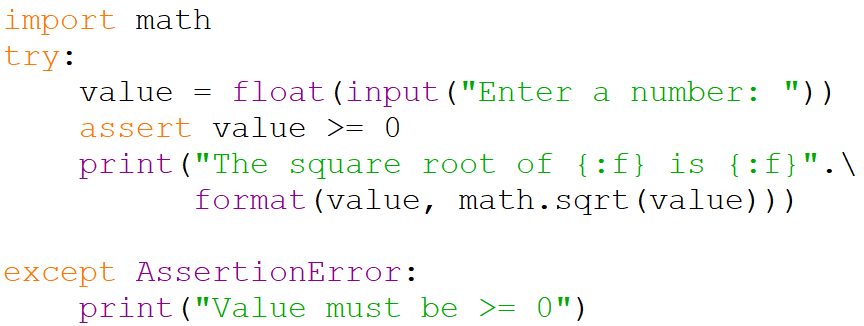 import math
try:
    value = float(input("Enter a number: "))
    assert value >= 0
    print("The square root of {:f} is {:f}".\
          format(value, math.sqrt(value)))
except AssertionError:
    print("Value must be >= 0")